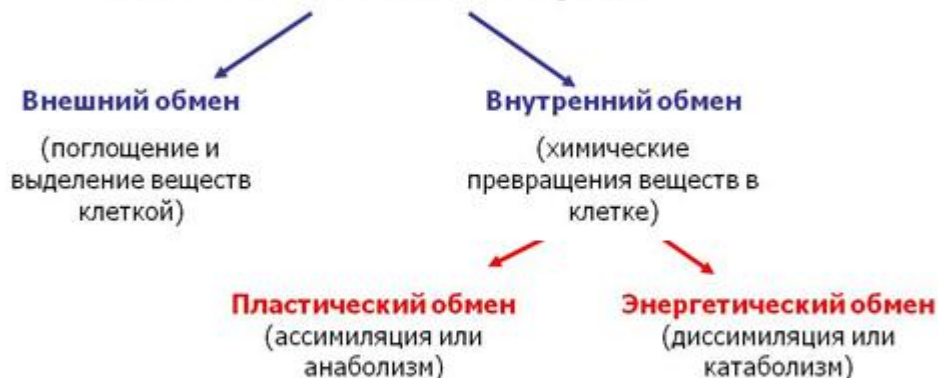 Внешний обмен
(поглощение и
выделение веществ
клеткой)
Внутренний обмен
(химические
превращения веществ в
клетке)
Пластический обмен
(ассимиляция или
анаболизм)
Энергетический обмен
(диссимиляция или
катаболизм)